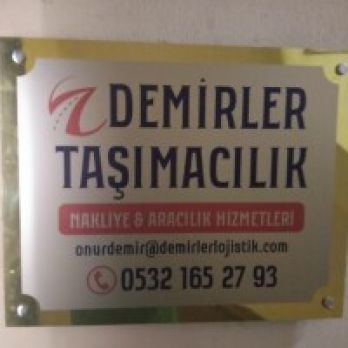 DEMİRLER
TAŞIMACILIK
NAKLİYE & ARACILIK HİZMETLERİ
onurdemir@demirlerlojistik.com
0532 165 27 93